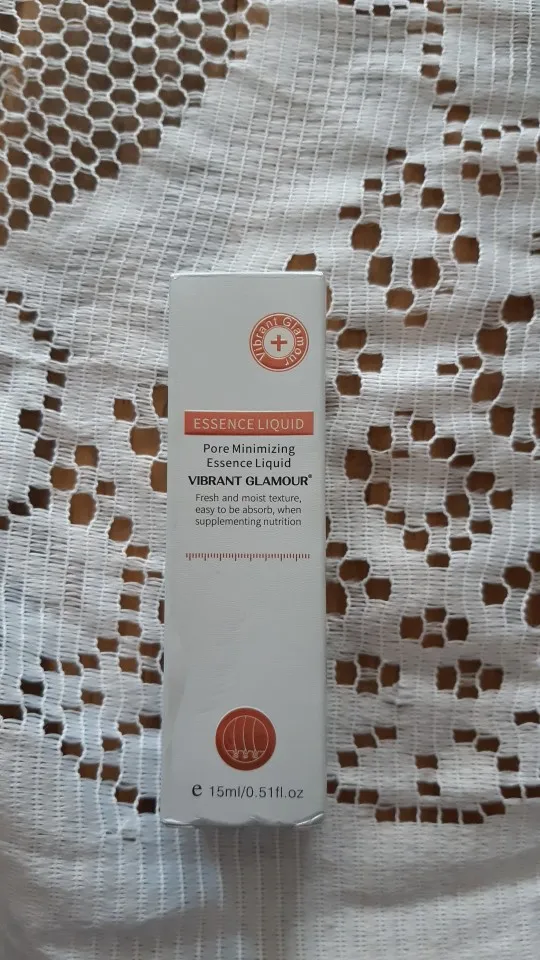 Vibrant Glamour
ESSENCE LIQUID
Pore Minimizing
Essence Liquid
VIBRANT GLAMOUR®
Fresh and moist texture,
easy to be absorb, when
supplementing nutrition
e 15ml/0.51fl.oz